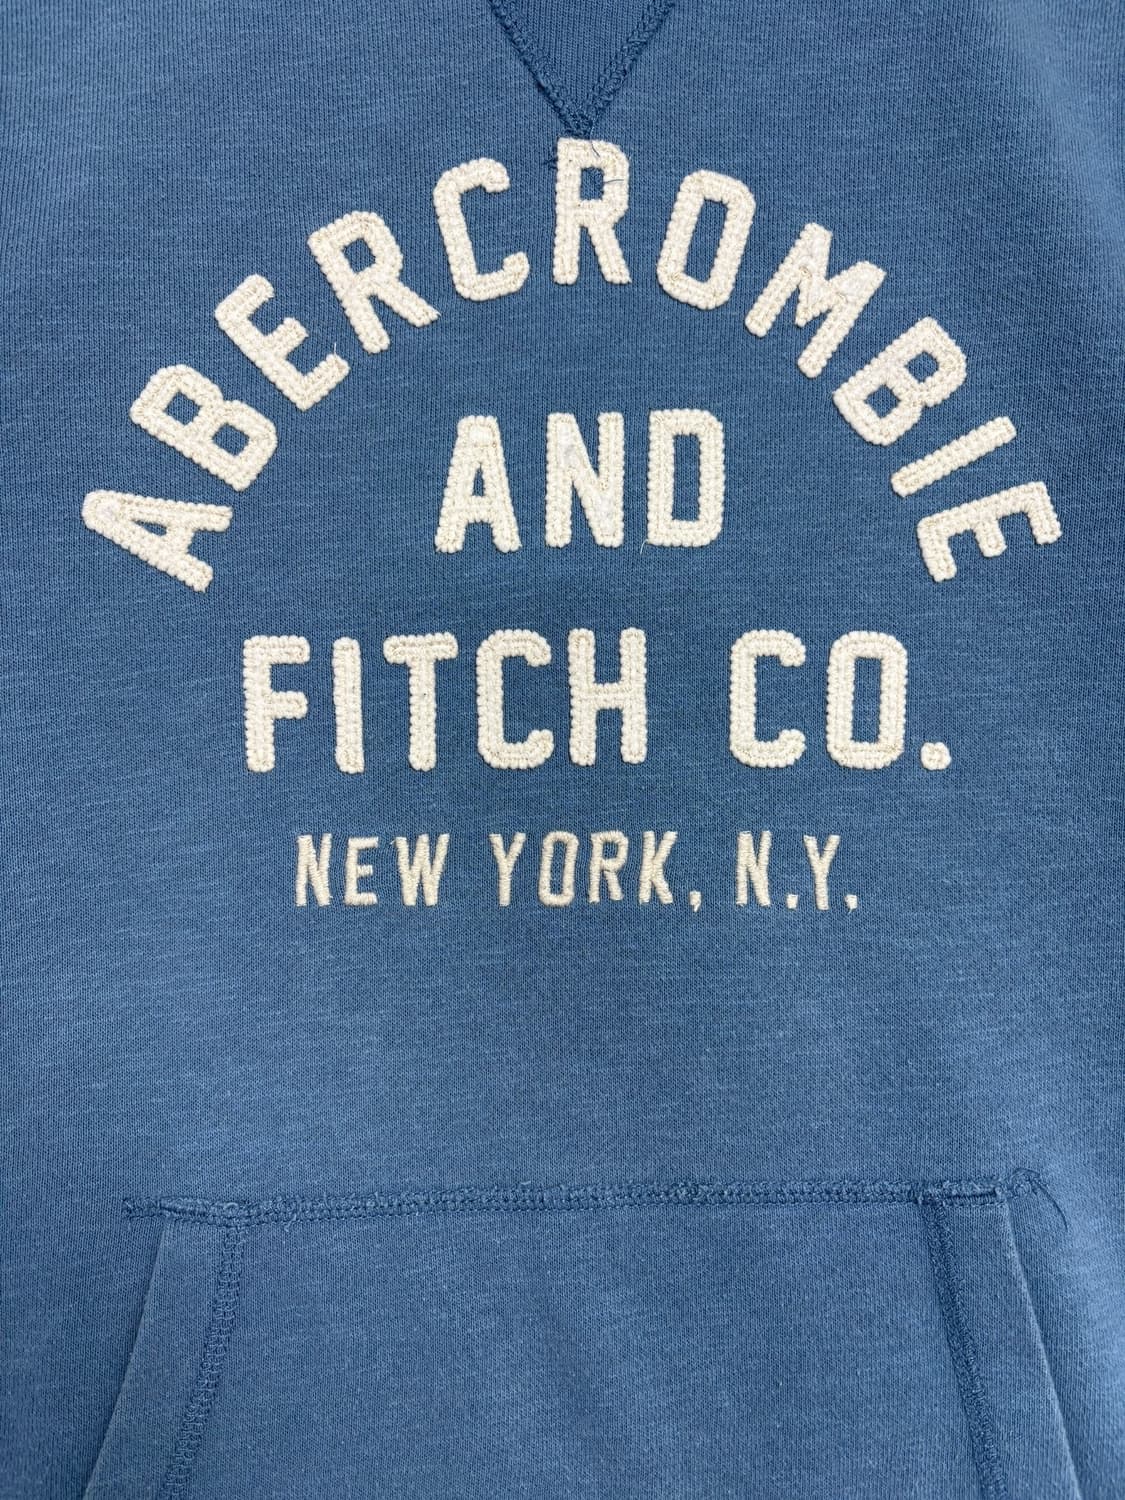 ABERCROMBIE
AND
FITCH CO.
NEW YORK, N.Y.